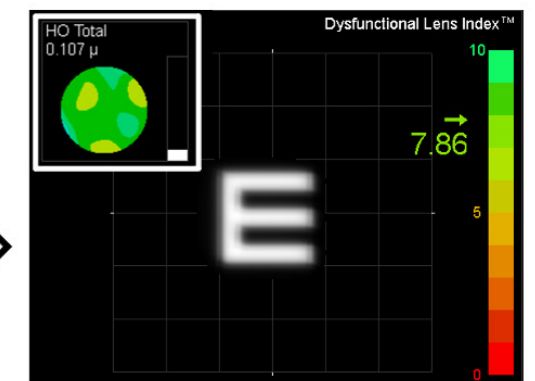 HO Total
0.107 µ
Dysfunctional Lens Index™
10
7.86
5
0
E